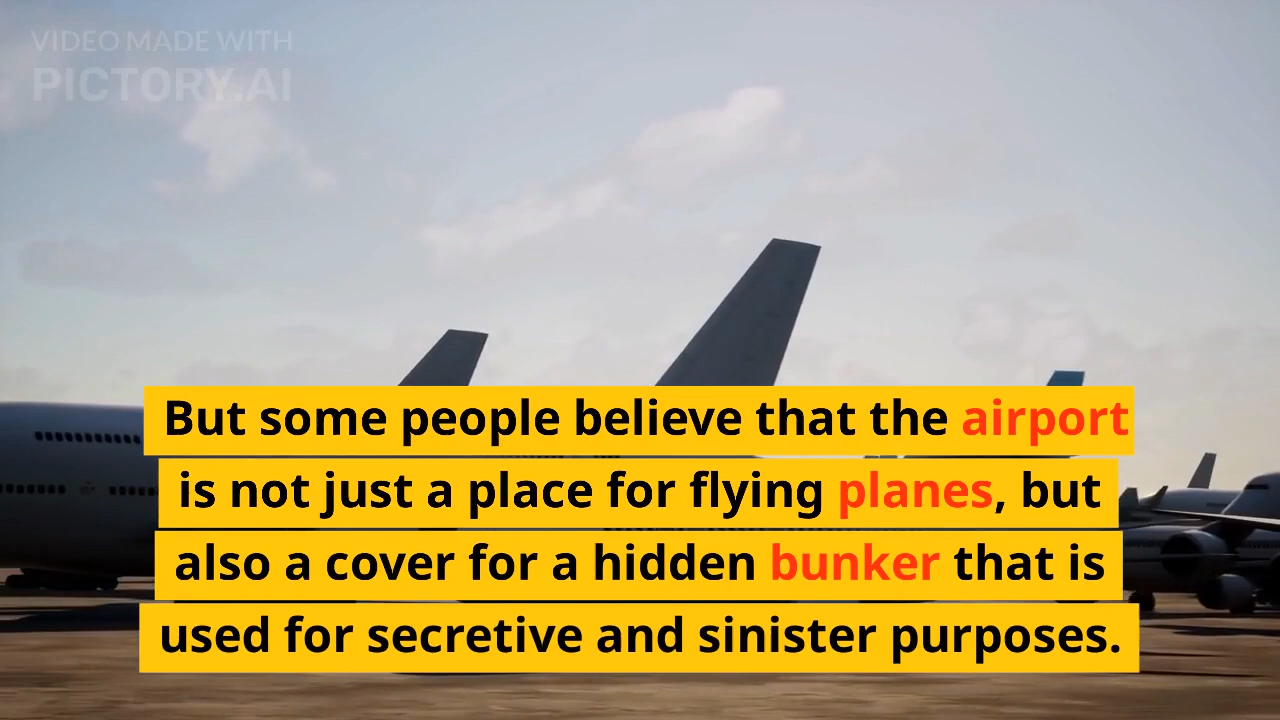 VIDEO MADE WITH
PICTORY.AI
But some people believe that the airport
is not just a place for flying planes, but
also a cover for a hidden bunker that is
used for secretive and sinister purposes.